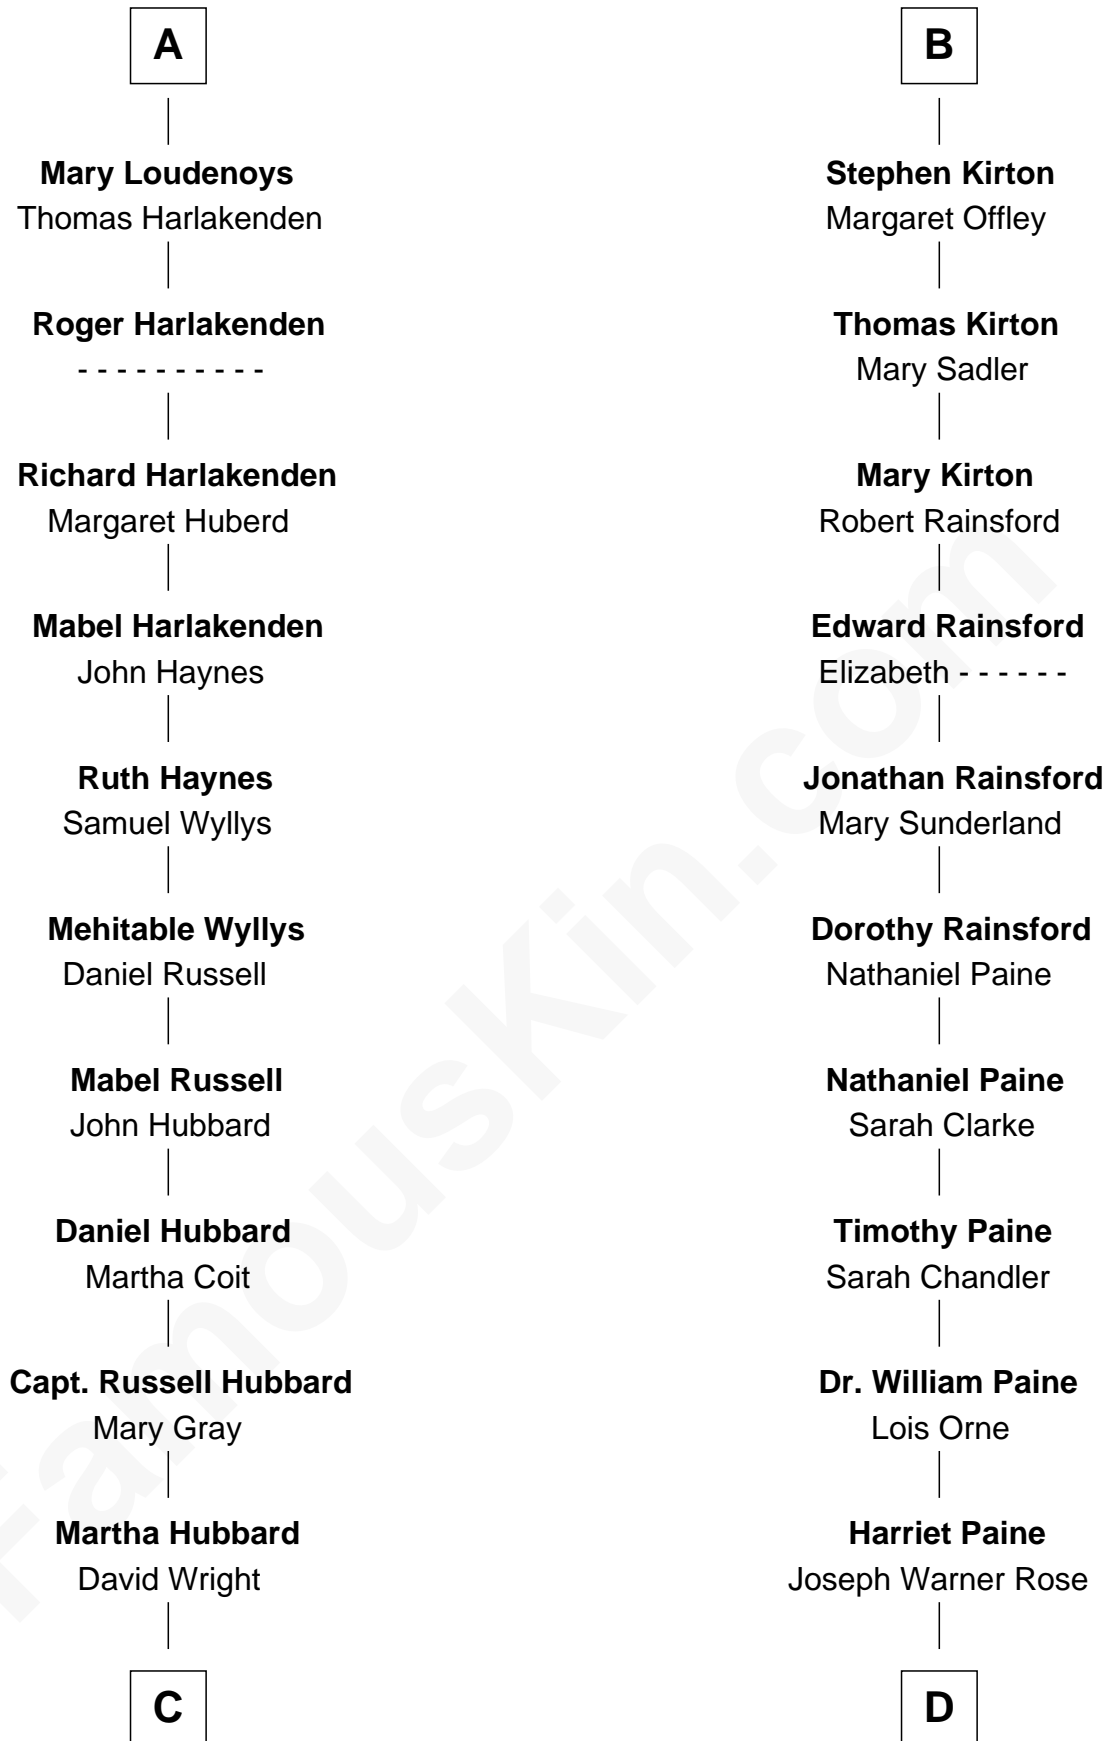 A
Mary Loudenoys
Thomas Harlakenden
Roger Harlakenden
- - - - - - - - - -
Richard Harlakenden
Margaret Huberd
Mabel Harlakenden
John Haynes
Ruth Haynes
Samuel Wyllys
Mehitable Wyllys
Daniel Russell
Mabel Russell
John Hubbard
Daniel Hubbard
Martha Coit
Capt. Russell Hubbard
Mary Gray
Martha Hubbard
David Wright
C
B
Stephen Kirton
Margaret Offley
Thomas Kirton
Mary Sadler
Mary Kirton
Robert Rainsford
Edward Rainsford
Elizabeth - - - - - -
Jonathan Rainsford
Mary Sunderland
Dorothy Rainsford
Nathaniel Paine
Nathaniel Paine
Sarah Clarke
Timothy Paine
Sarah Chandler
Dr. William Paine
Lois Orne
Harriet Paine
Joseph Warner Rose
D
FamousKin.com